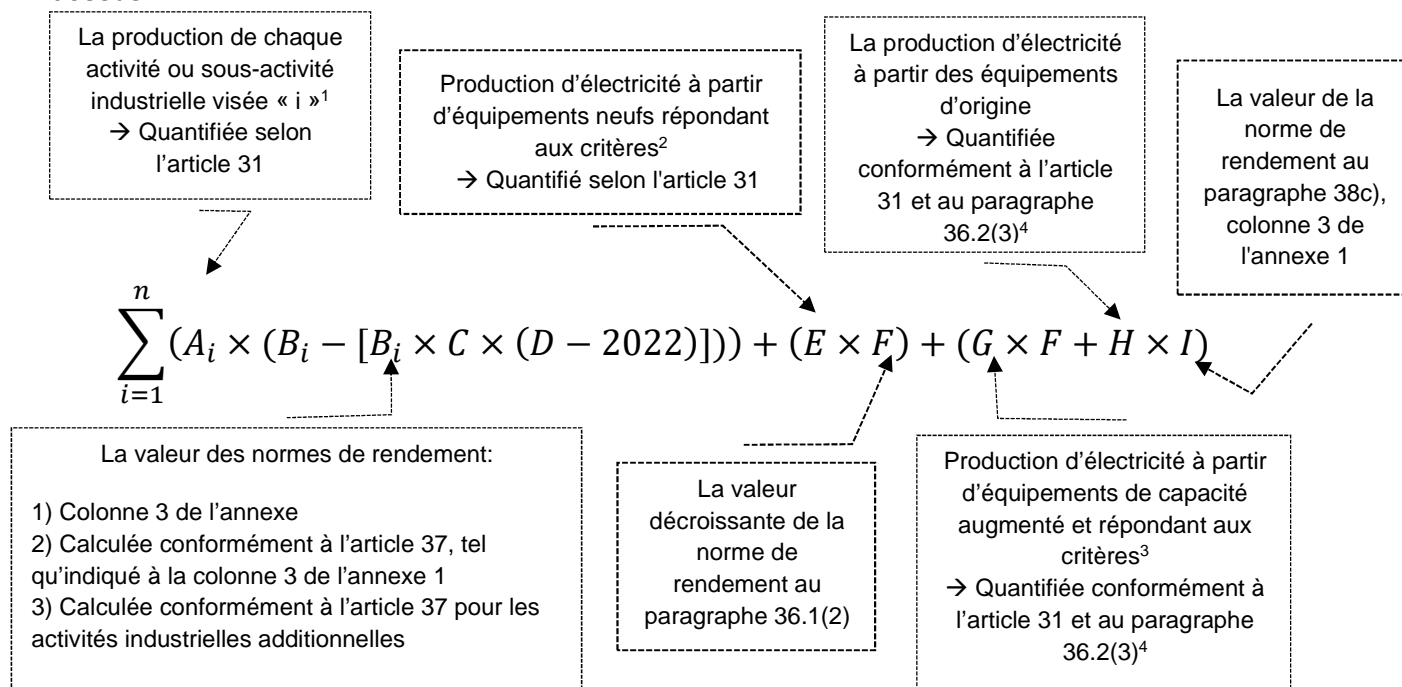 La production de chaque
activité ou sous-activité
industrielle visée « i »¹
→ Quantifiée selon
l'article 31
Production d'électricité à partir
d'équipements neufs répondant
aux critères²
→ Quantifié selon l'article 31
La production d'électricité
à partir des équipements
d'origine
→ Quantifiée
conformément à l'article
31 et au paragraphe
36.2(3)⁴
La valeur de la
norme de
rendement au
paragraphe 38c),
colonne 3 de
l'annexe 1
n
∑(Aᵢ × (Bᵢ − [Bᵢ × C × (D − 2022)])) + (E × F) + (G × F + H × I)
i=1
La valeur des normes de rendement:
1) Colonne 3 de l'annexe
2) Calculée conformément à l'article 37, tel
qu'indiqué à la colonne 3 de l'annexe 1
3) Calculée conformément à l'article 37 pour les
activités industrielles additionnelles
La valeur
décroissante de la
norme de
rendement au
paragraphe 36.1(2)
Production d'électricité à partir
d'équipements de capacité
augmenté et répondant aux
critères³
→ Quantifiée conformément à
l'article 31 et au paragraphe
36.2(3)⁴